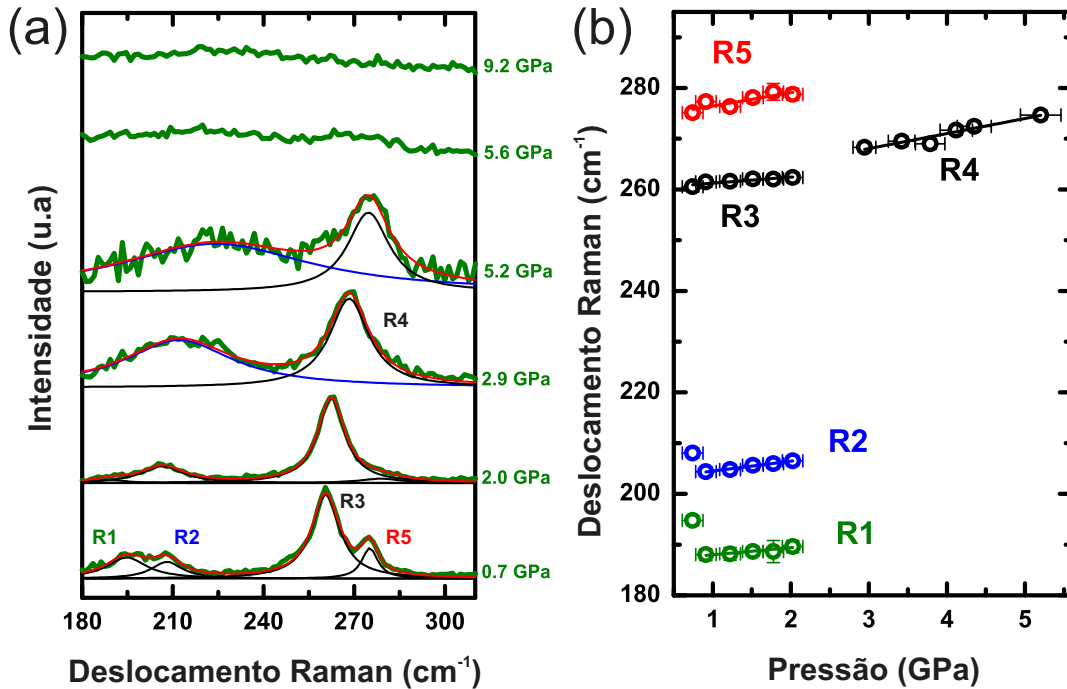 (a)
Intensidade (u.a)
9.2 GPa
5.6 GPa
5.2 GPa
R4
2.9 GPa
2.0 GPa
R3
R1
R2
R5
0.7 GPa
180
210
240
270
300
Deslocamento Raman (cm⁻¹)
(b)
Deslocamento Raman (cm⁻¹)
280
260
240
220
200
180
R5
R4
R3
R2
R1
1
2
3
4
5
Pressão (GPa)